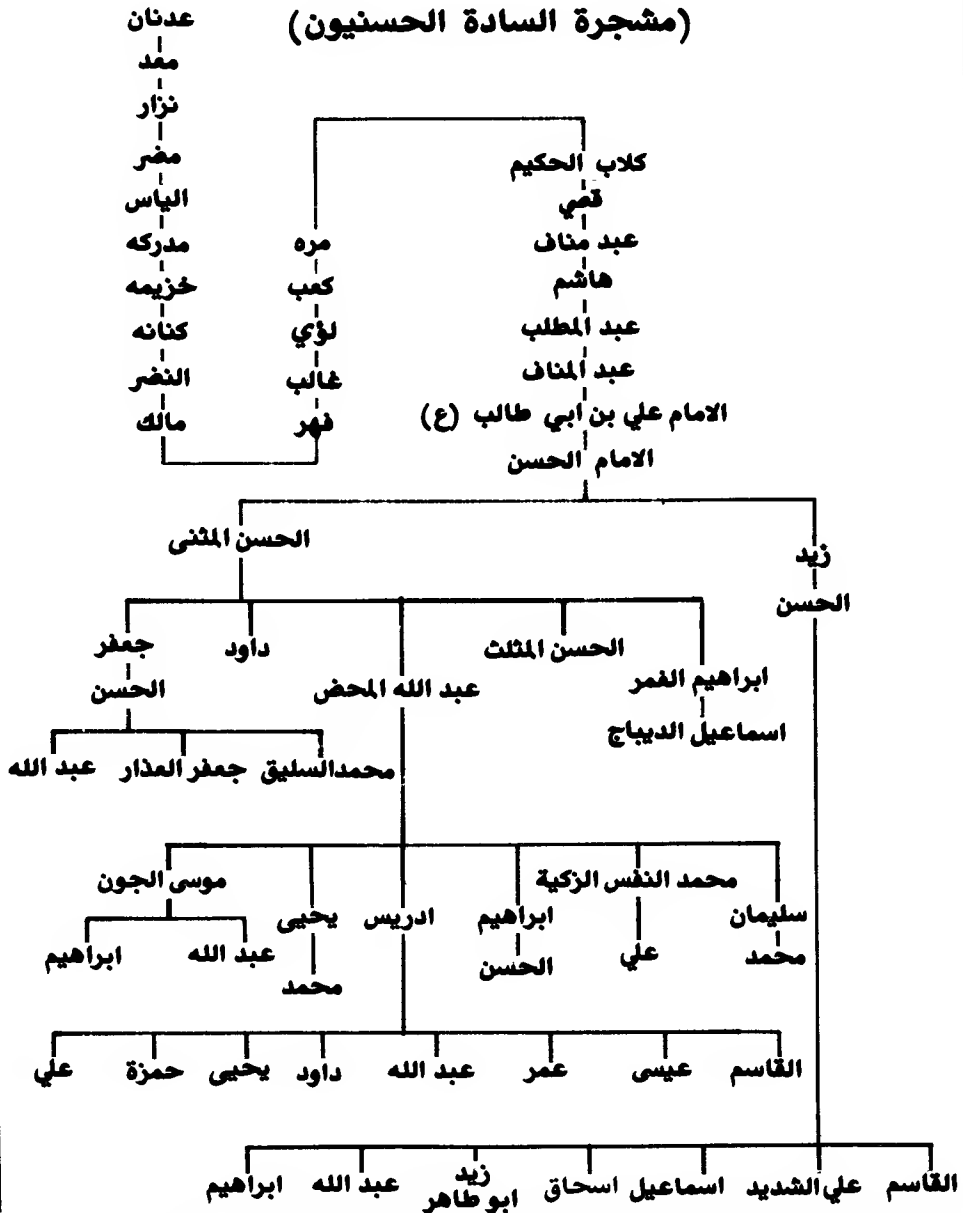 (مشجرة السادة الحسنيون)
عدنان
معد
نزار
مضر
الياس
مدركه
خزيمه
كنانه
النضر
مالك
فهر
غالب
لؤي
كعب
مره
كلاب الحكيم
قصي
عبد مناف
هاشم
عبد المطلب
عبد المناف
الامام علي بن ابي طالب (ع)
الامام الحسن
زيد
الحسن
الحسن المثنى
ابراهيم الغمر
اسماعيل الديباج
الحسن المثلث
عبد الله المحض
داود
جعفر
الحسن
محمد السليق
جعفر العذار
عبد الله
سليمان
محمد
محمد النفس الزكية
علي
ابراهيم
الحسن
ادريس
يحيى
محمد
موسى الجون
عبد الله
ابراهيم
القاسم
عيسى
عمر
عبد الله
داود
يحيى
حمزة
علي
القاسم
علي الشديد
اسماعيل
اسحاق
زيد
ابو طاهر
عبد الله
ابراهيم